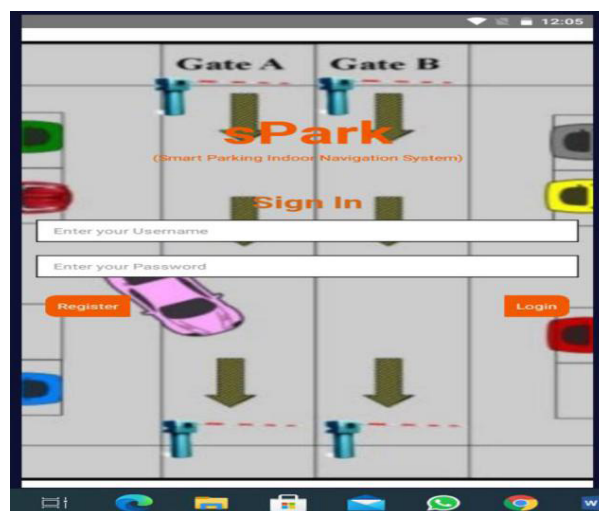 12:05
Gate A Gate B
sPark
(Smart Parking Indoor Navigation System)
Sign In
Enter your Username
Enter your Password
Register Login
W